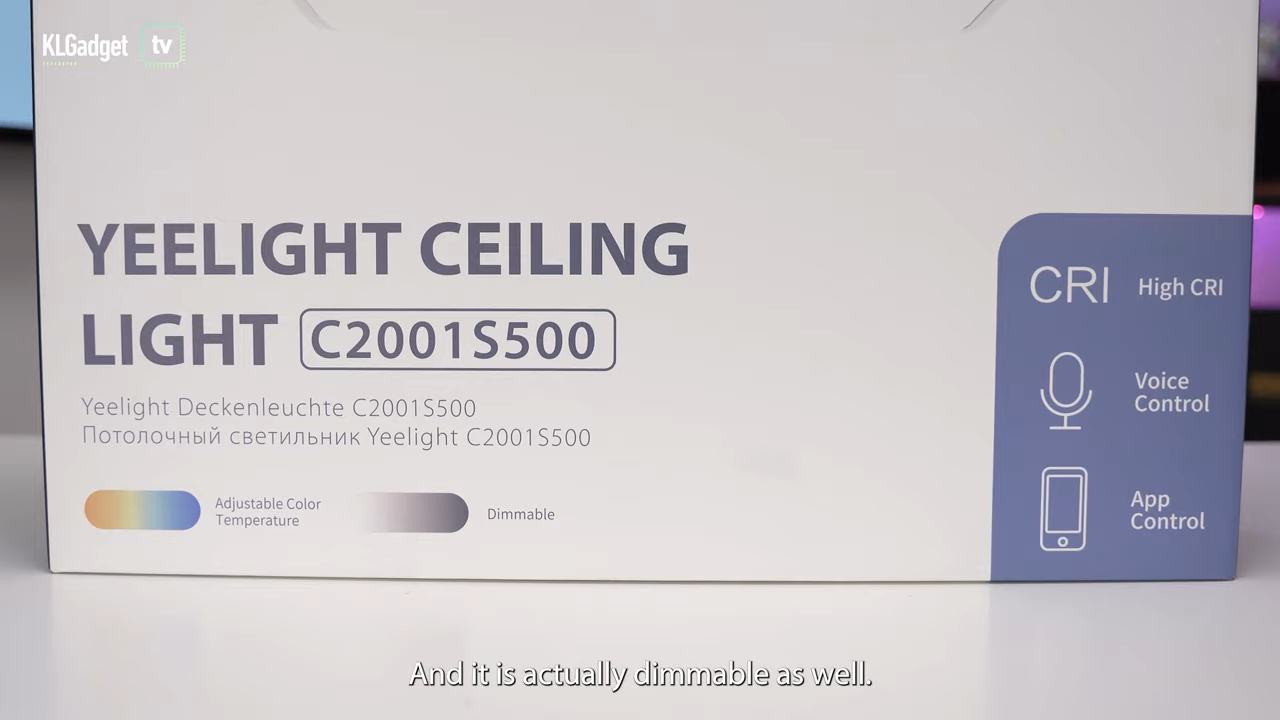 KLGadget tv
YEELIGHT CEILING
LIGHT C2001S500
Yeelight Deckenleuchte C2001S500
Потолочный светильник Yeelight C2001S500
Adjustable Color
Temperature
Dimmable
CRI High CRI
Voice
Control
App
Control
And it is actually dimmable as well.